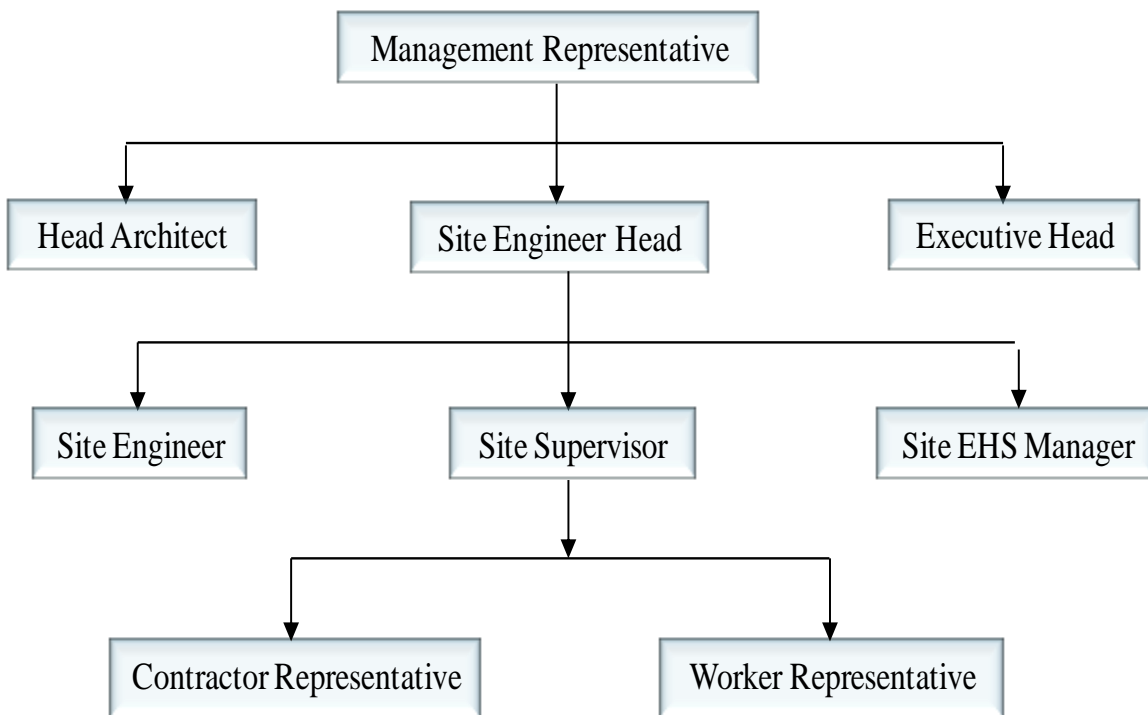 Management Representative
Head Architect
Site Engineer Head
Executive Head
Site Engineer
Site Supervisor
Site EHS Manager
Contractor Representative
Worker Representative